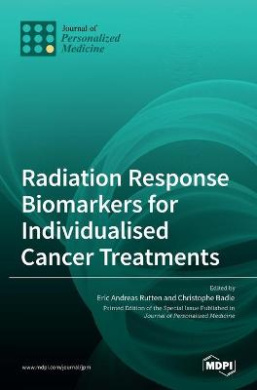 Journal of
Personalized
Medicine
Radiation Response
Biomarkers for
Individualised
Cancer Treatments
Edited by
Eric Andreas Rutten and Christophe Badie
Printed Edition of the Special Issue Published in
Journal of Personalized Medicine
www.mdpi.com/journal/jpm
MDPI